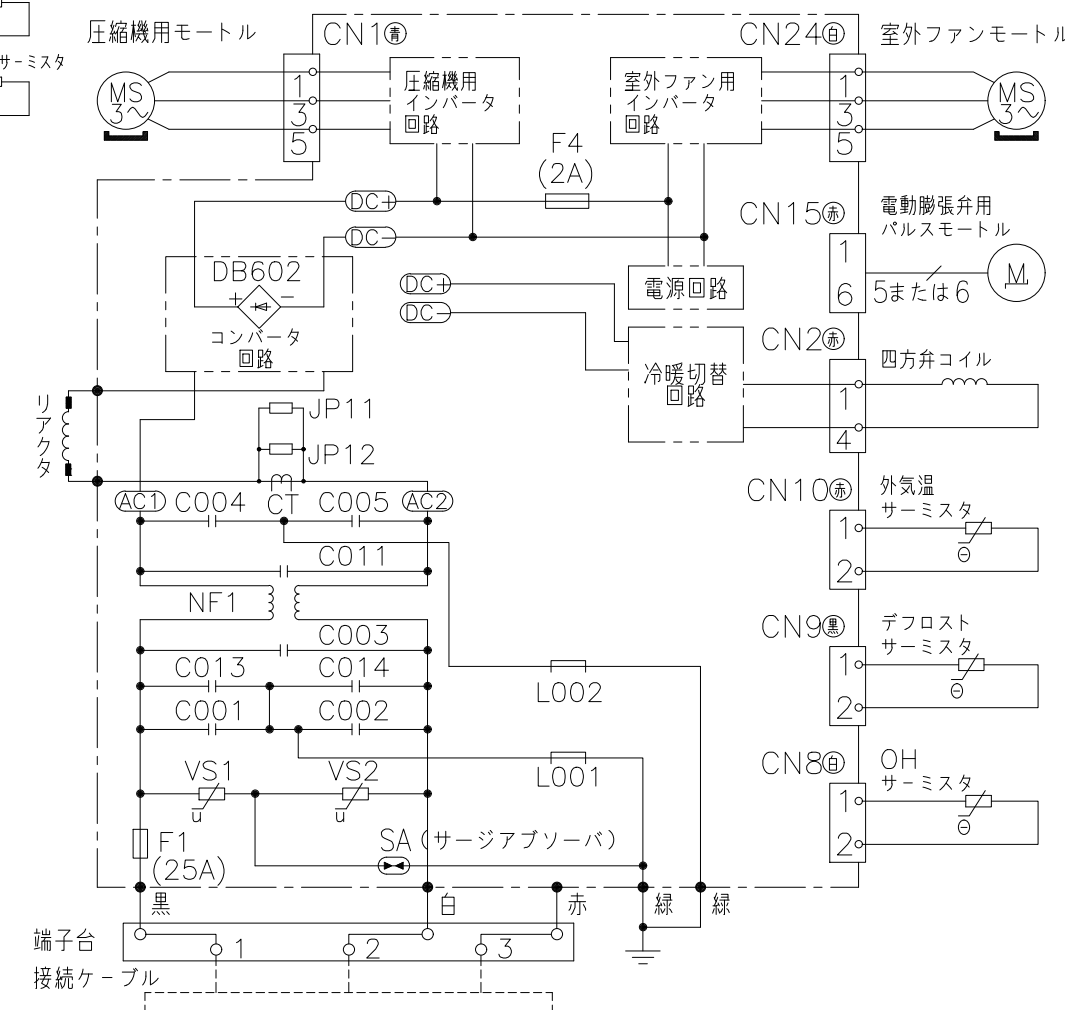 サーミスタ
圧縮機用モートル
CN1青
CN24白
室外ファンモートル
MS
3~
1
3
5
圧縮機用
インバータ
回路
室外ファン用
インバータ
回路
1
3
5
MS
3~
F4
(2A)
DC+
DC-
CN15赤
電動膨張弁用
パルスモートル
1
6
5または6
M
DB602
+
-
コンバータ
回路
DC+
DC-
電源回路
CN2赤
冷暖切替
回路
四方弁コイル
1
4
リアクタ
JP11
JP12
CT
AC1
AC2
C004
C005
CN10赤
外気温
サーミスタ
1
2
θ
C011
NF1
CN9黒
デフロスト
サーミスタ
1
2
θ
C003
C013
C014
C001
C002
L002
L001
CN8白
OH
サーミスタ
1
2
θ
VS1
u
VS2
u
SA(サージアブソーバ)
F1
(25A)
黒
白
赤
緑
緑
端子台
1
2
3
接続ケーブル